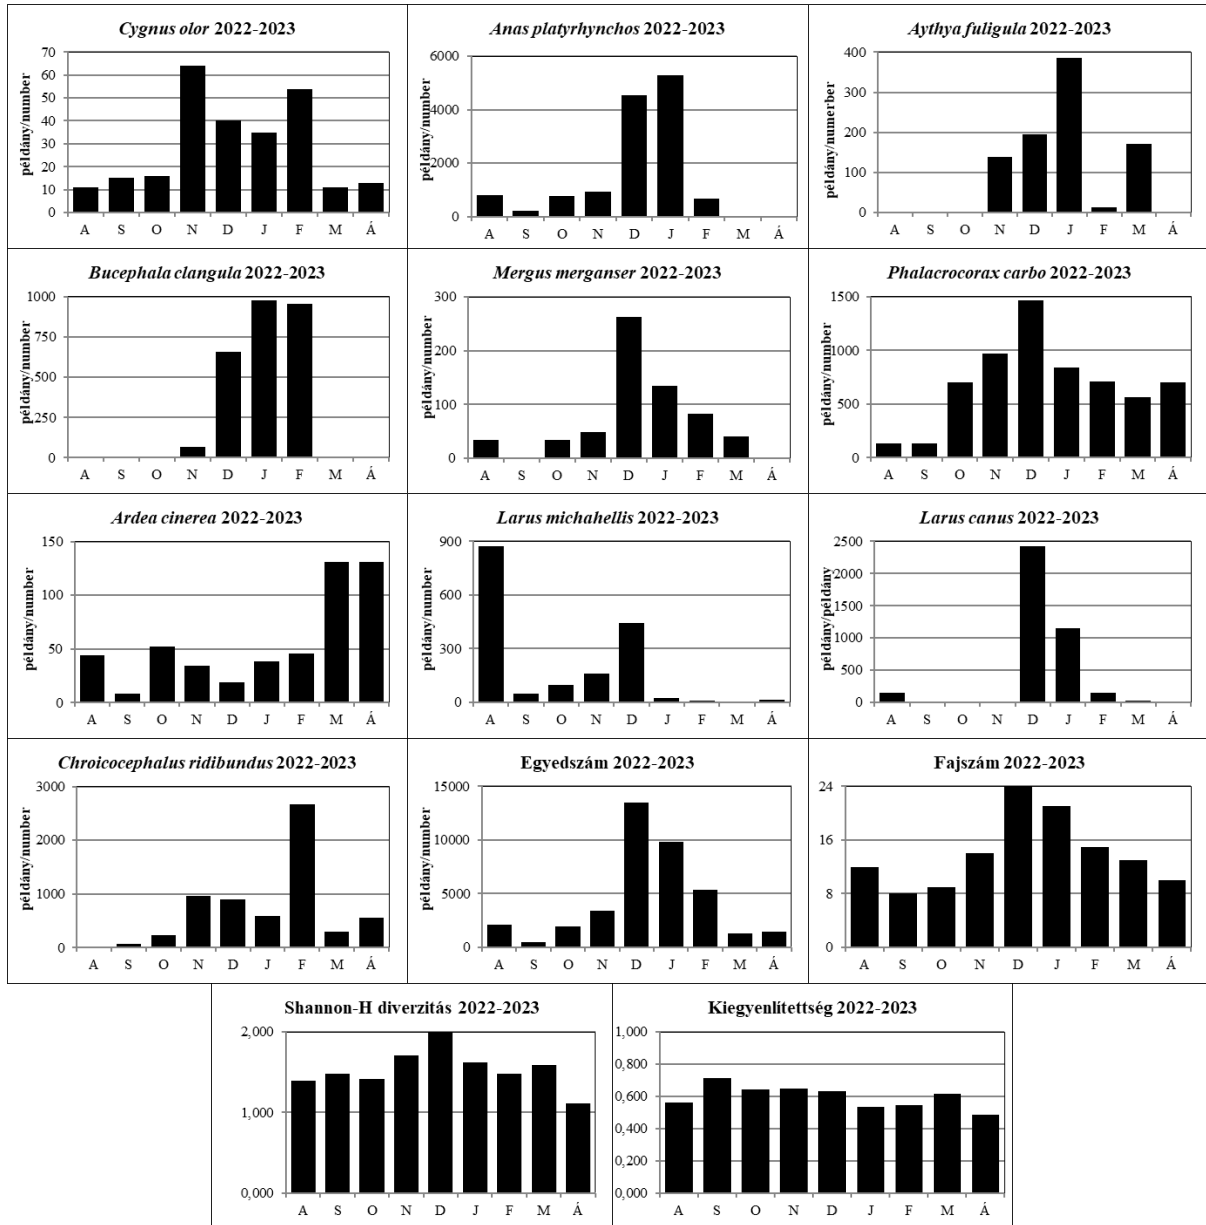 Cygnus olor 2022-2023
példány/number
70
60
50
40
30
20
10
0
A S O N D J F M Á
Anas platyrhynchos 2022-2023
példány/number
6000
4000
2000
0
A S O N D J F M Á
Aythya fuligula 2022-2023
példány/numerber
400
300
200
100
0
A S O N D J F M Á
Bucephala clangula 2022-2023
példány/number
1000
750
500
250
0
A S O N D J F M Á
Mergus merganser 2022-2023
példány/number
300
200
100
0
A S O N D J F M Á
Phalacrocorax carbo 2022-2023
példány/number
1500
1000
500
0
A S O N D J F M Á
Ardea cinerea 2022-2023
példány/number
150
100
50
0
A S O N D J F M Á
Larus michahellis 2022-2023
példány/number
900
600
300
0
A S O N D J F M Á
Larus canus 2022-2023
példány/példány
2500
2000
1500
1000
500
0
A S O N D J F M Á
Chroicocephalus ridibundus 2022-2023
példány/number
3000
2000
1000
0
A S O N D J F M Á
Egyedszám 2022-2023
példány/number
15000
10000
5000
0
A S O N D J F M Á
Fajszám 2022-2023
24
16
8
0
A S O N D J F M Á
Shannon-H diverzitás 2022-2023
2,000
1,000
0,000
A S O N D J F M Á
Kiegyenlítettség 2022-2023
1,000
0,800
0,600
0,400
0,200
0,000
A S O N D J F M Á